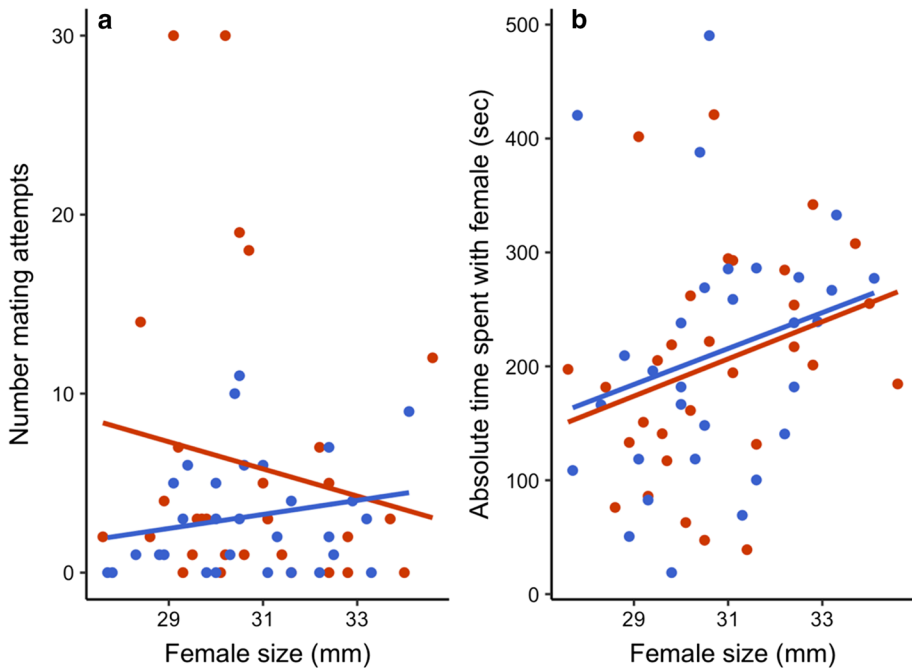 a
Number mating attempts
30
20
10
0
29 31 33
Female size (mm)
b
Absolute time spent with female (sec)
500
400
300
200
100
0
29 31 33
Female size (mm)